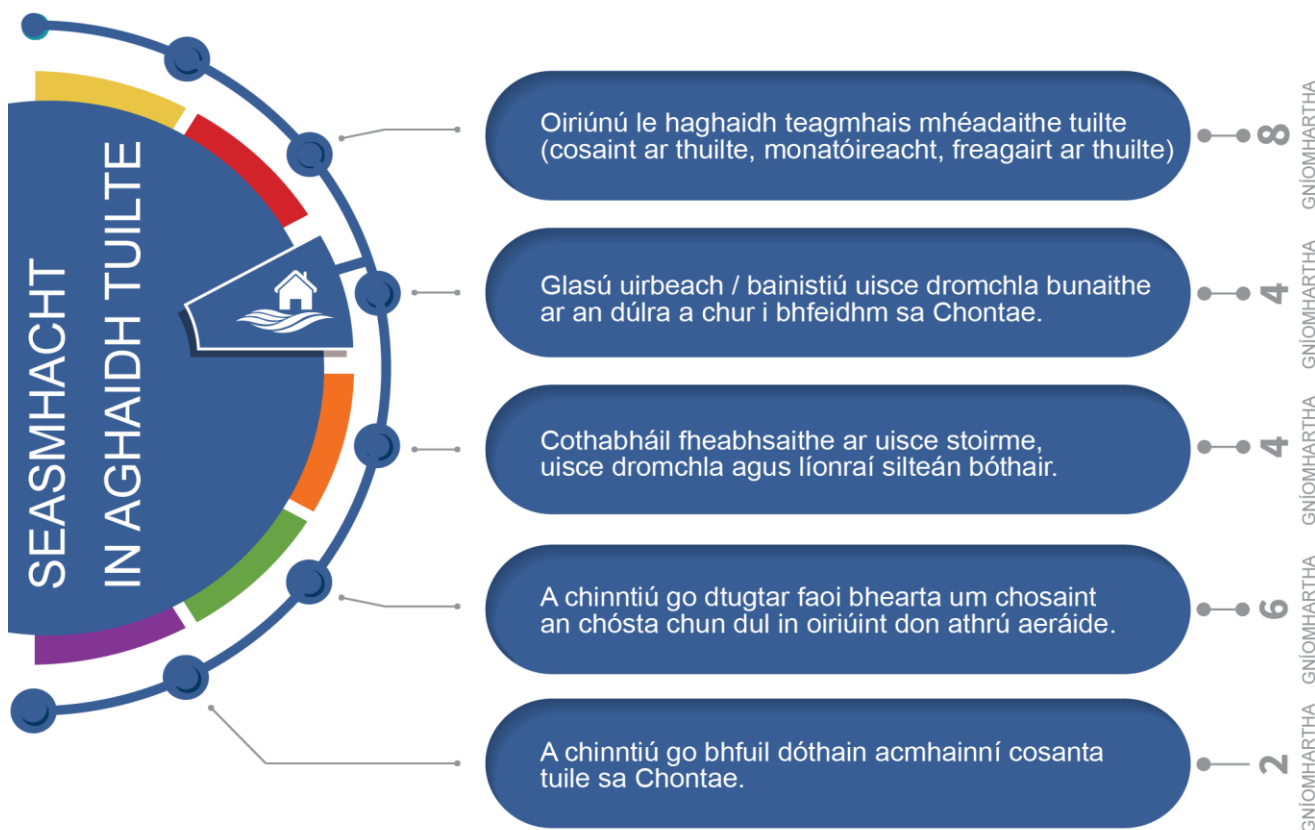 SEASMHACHT
IN AGHAIDH TUILTE
Oiriúnú le haghaidh teagmhais mhéadaithe tuilte
(cosaint ar thuilte, monatóireacht, freagairt ar thuilte)
8
GNÍOMHARTHA
Glasú uirbeach / bainistiú uisce dromchla bunaithe
ar an dúlra a chur i bhfeidhm sa Chontae.
4
GNÍOMHARTHA
Cothabháil fheabhsaithe ar uisce stoirme,
uisce dromchla agus líonraí silteán bóthair.
4
GNÍOMHARTHA
A chinntiú go dtugtar faoi bhearta um chosaint
an chósta chun dul in oiriúint don athrú aeráide.
6
GNÍOMHARTHA
A chinntiú go bhfuil dóthain acmhainní cosanta
tuile sa Chontae.
2
GNÍOMHARTHA